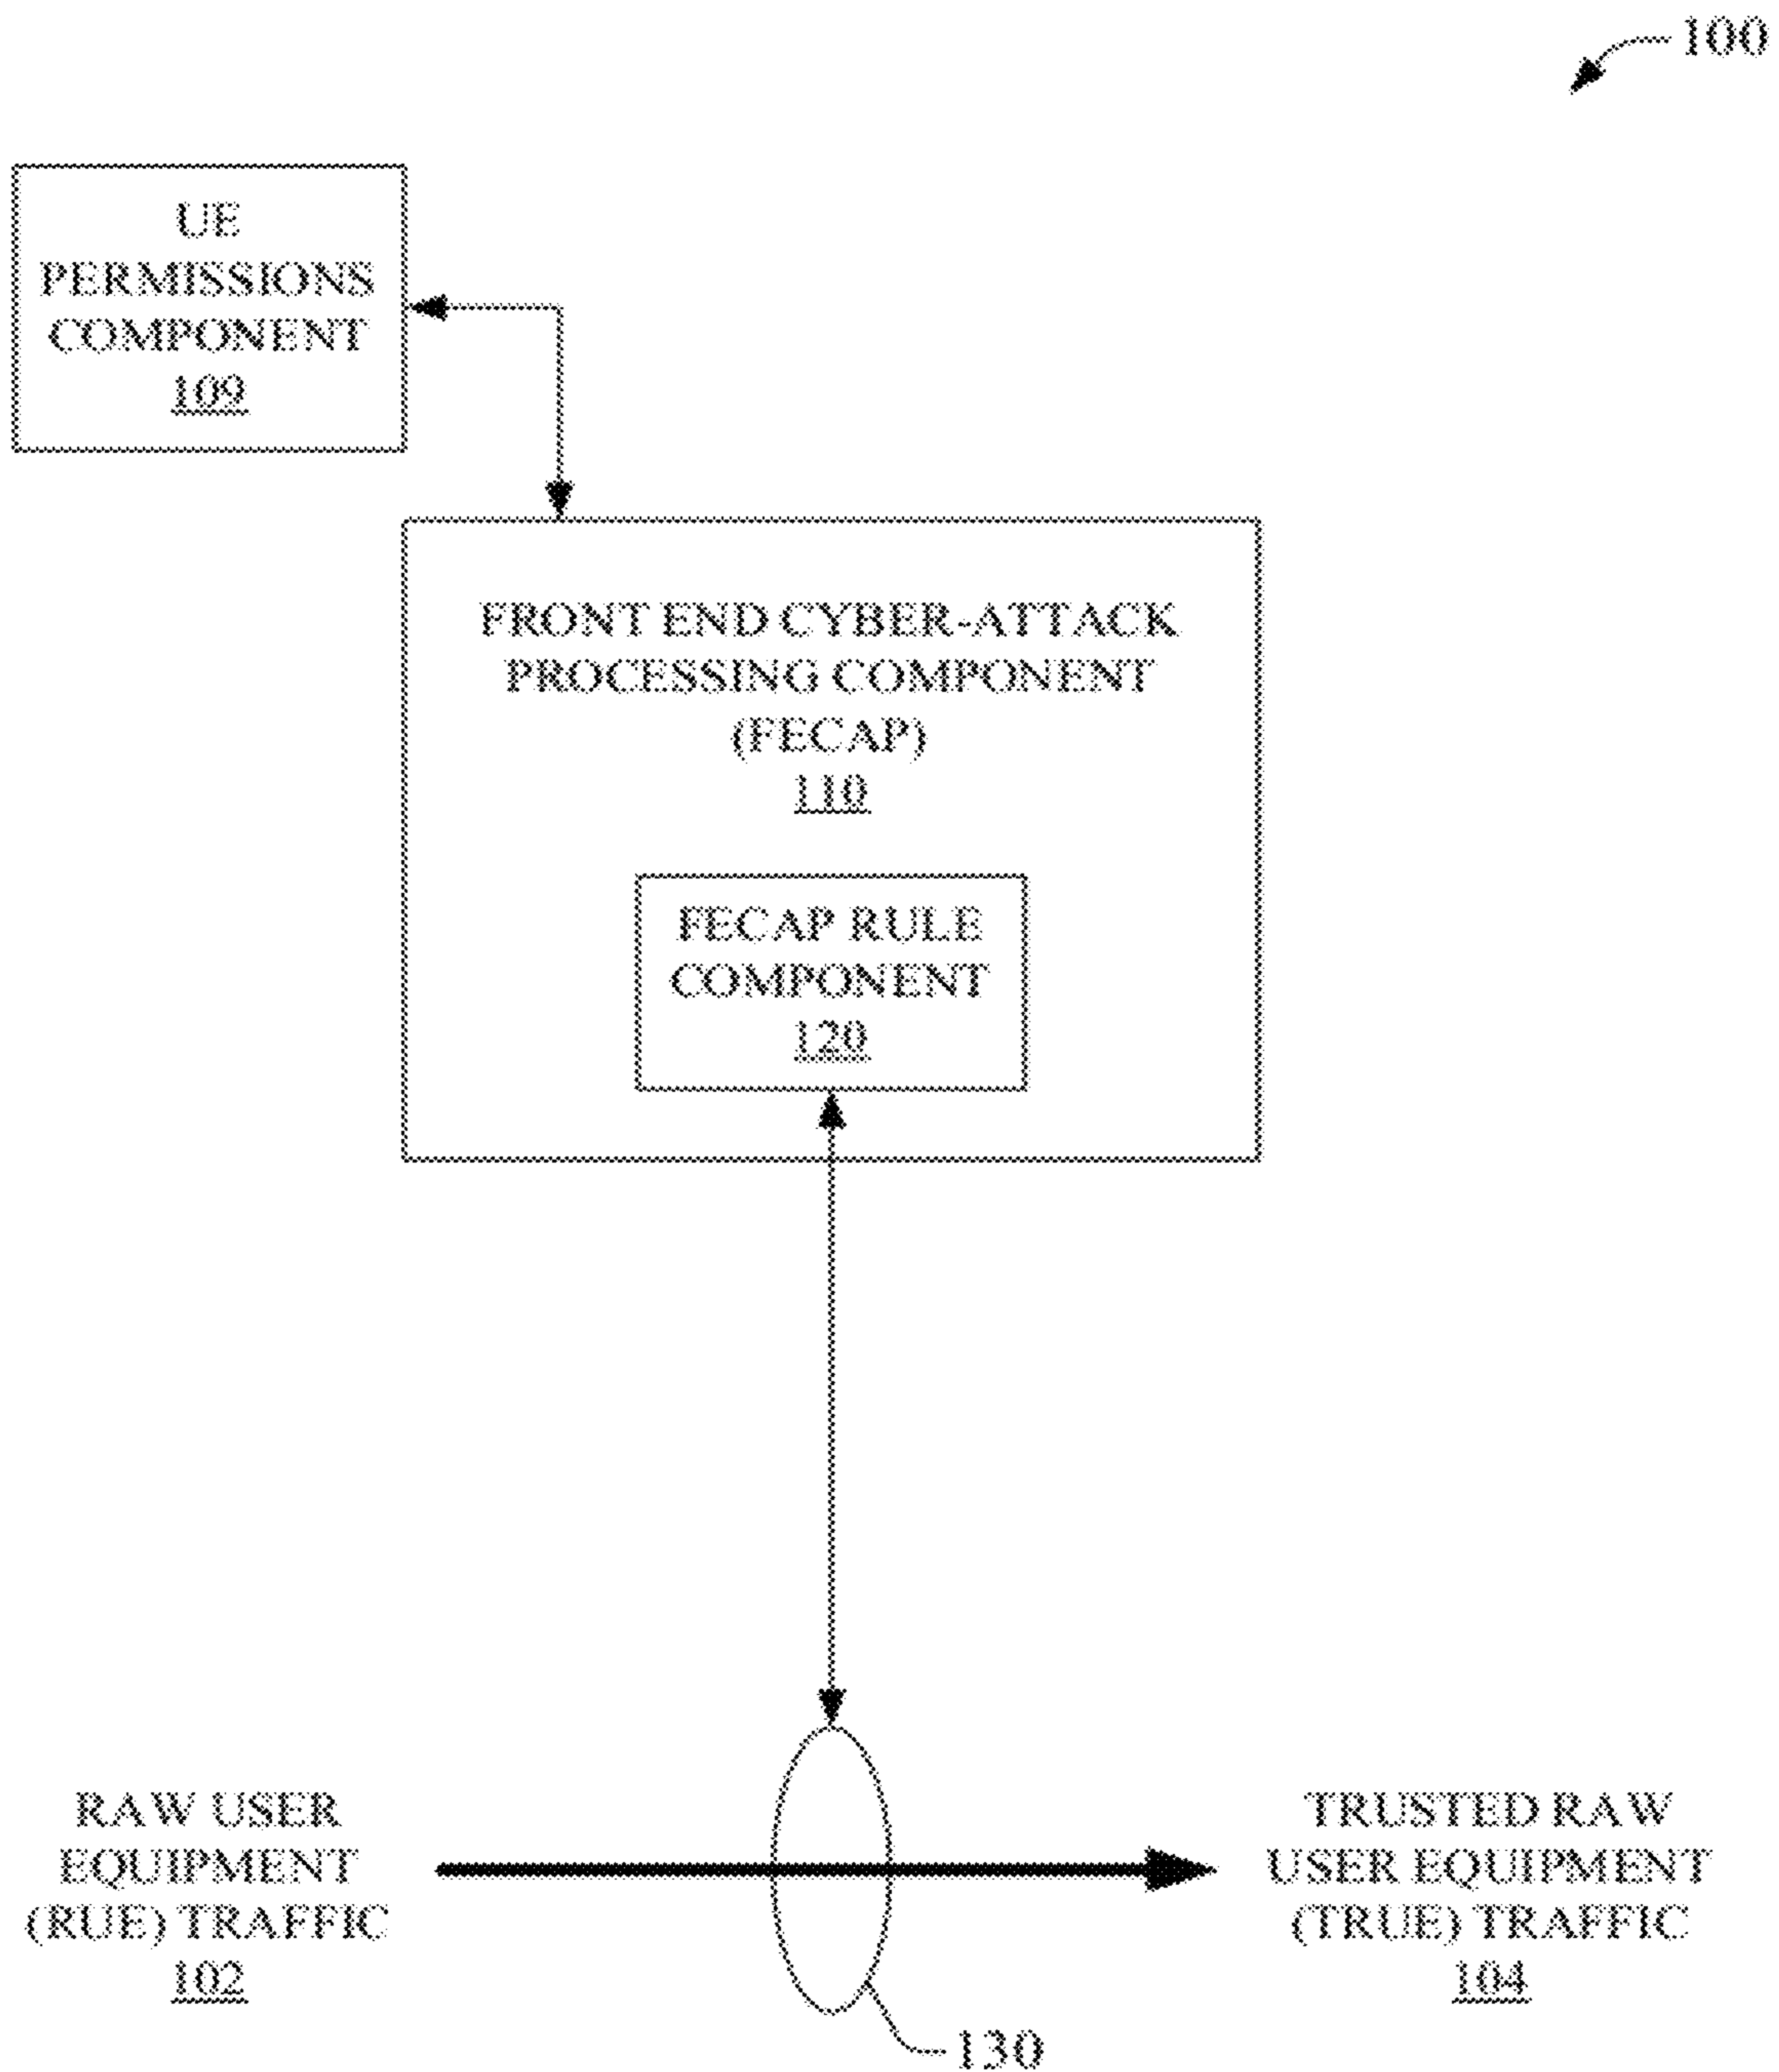 100
UE
PERMISSIONS
COMPONENT
109
FRONT END CYBER-ATTACK
PROCESSING COMPONENT
(FECAP)
110
FECAP RULE
COMPONENT
120
RAW USER
EQUIPMENT
(RUE) TRAFFIC
102
TRUSTED RAW
USER EQUIPMENT
(TRUE) TRAFFIC
104
130